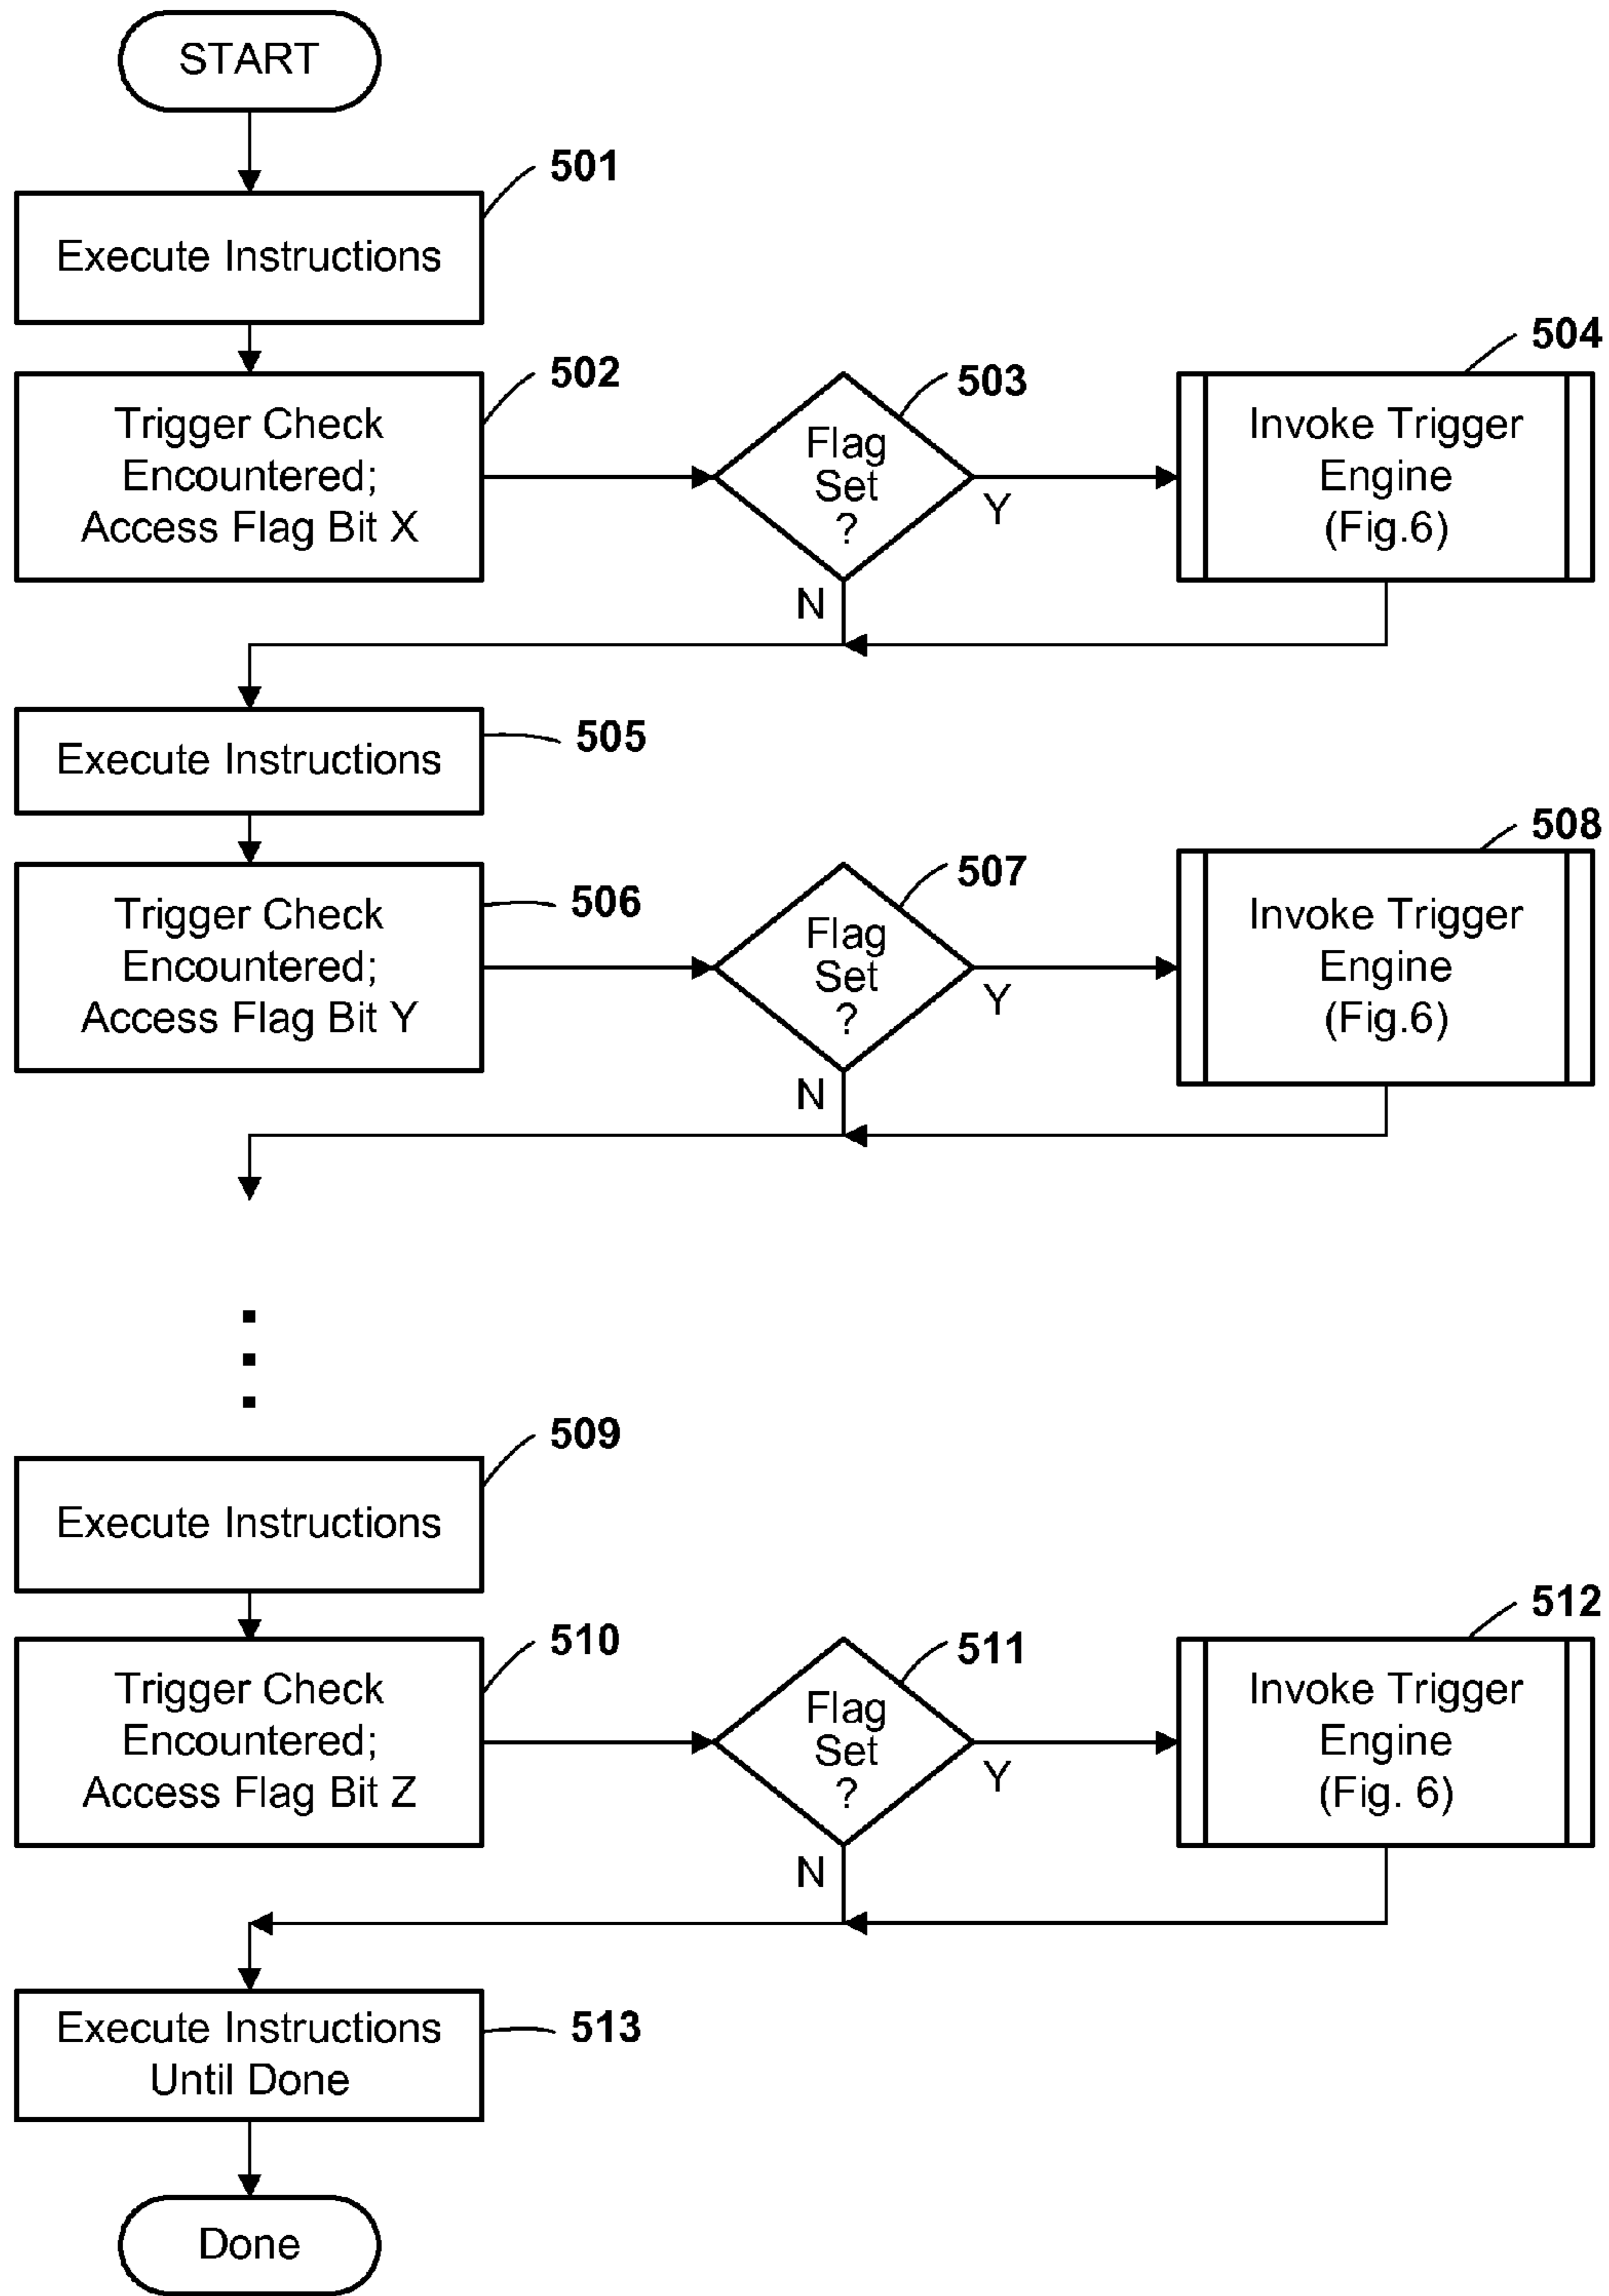 START
501
Execute Instructions
502
Trigger Check
Encountered;
Access Flag Bit X
503
Flag
Set
?
Y
N
504
Invoke Trigger
Engine
(Fig.6)
505
Execute Instructions
506
Trigger Check
Encountered;
Access Flag Bit Y
507
Flag
Set
?
Y
N
508
Invoke Trigger
Engine
(Fig.6)
509
Execute Instructions
510
Trigger Check
Encountered;
Access Flag Bit Z
511
Flag
Set
?
Y
N
512
Invoke Trigger
Engine
(Fig. 6)
513
Execute Instructions
Until Done
Done